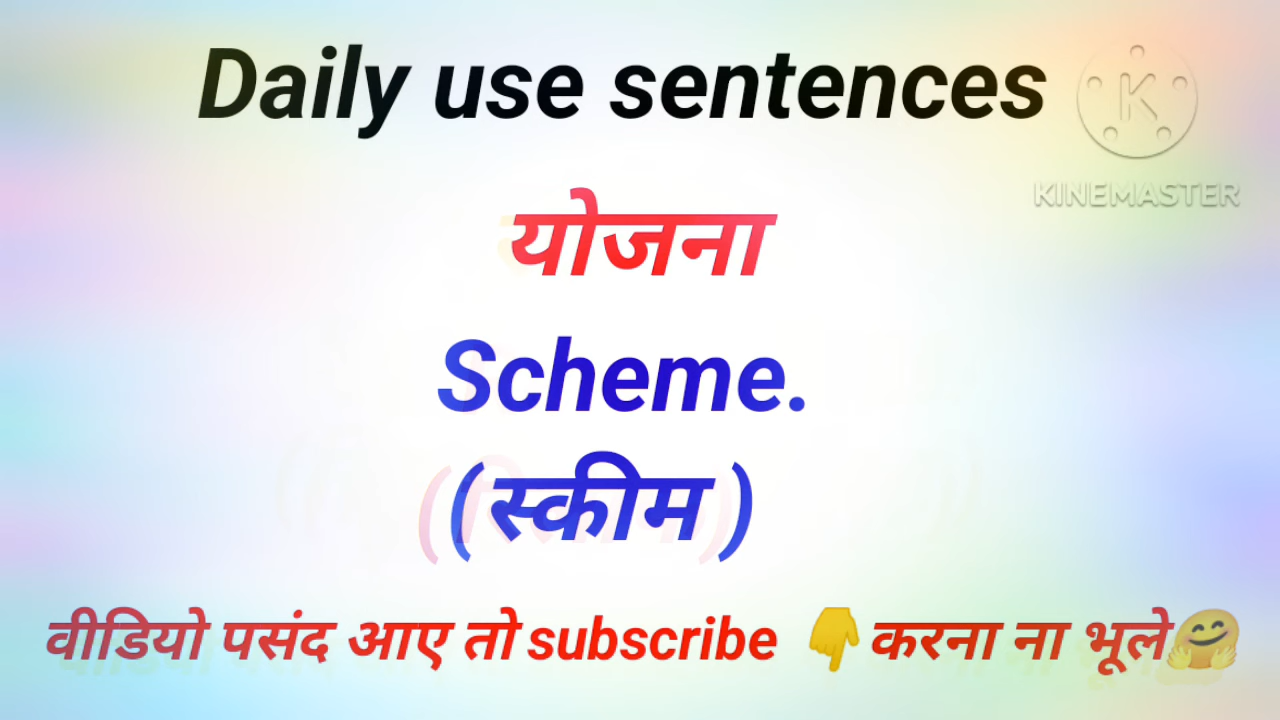 Daily use sentences
K
KINEMASTER
योजना
Scheme.
(स्कीम)
वीडियो पसंद आए तो subscribe 👇 करना ना भूले🤗